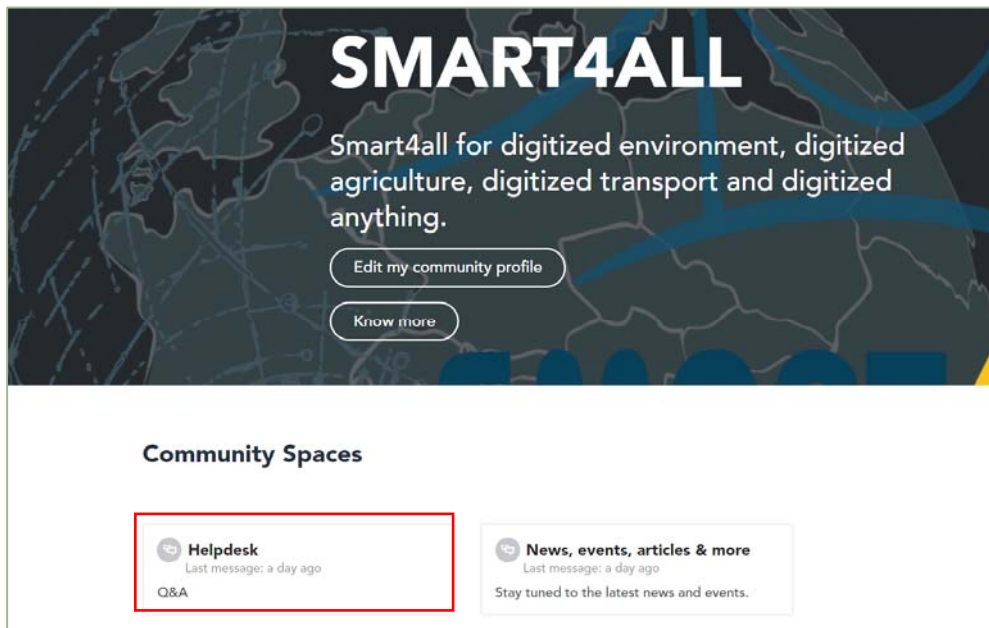 SMART4ALL
Smart4all for digitized environment, digitized
agriculture, digitized transport and digitized
anything.
Edit my community profile
Know more
Community Spaces
Helpdesk
Last message: a day ago
Q&A
News, events, articles & more
Last message: a day ago
Stay tuned to the latest news and events.